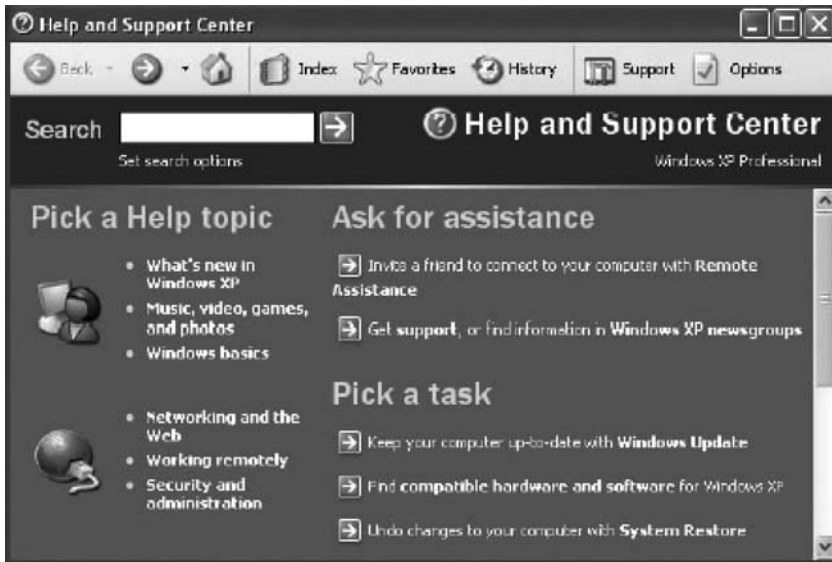 Help and Support Center
Back
Index
Favorites
History
Support
Options
Search
Set search options
Help and Support Center
Windows XP Professional
Pick a Help topic
What's new in
Windows XP
Music, video, games,
and photos
Windows basics
Networking and the
Web
Working remotely
Security and
administration
Ask for assistance
Invite a friend to connect to your computer with Remote
Assistance
Get support, or find information in Windows XP newsgroups
Pick a task
Keep your computer up-to-date with Windows Update
Find compatible hardware and software for Windows XP
Undo changes to your computer with System Restore